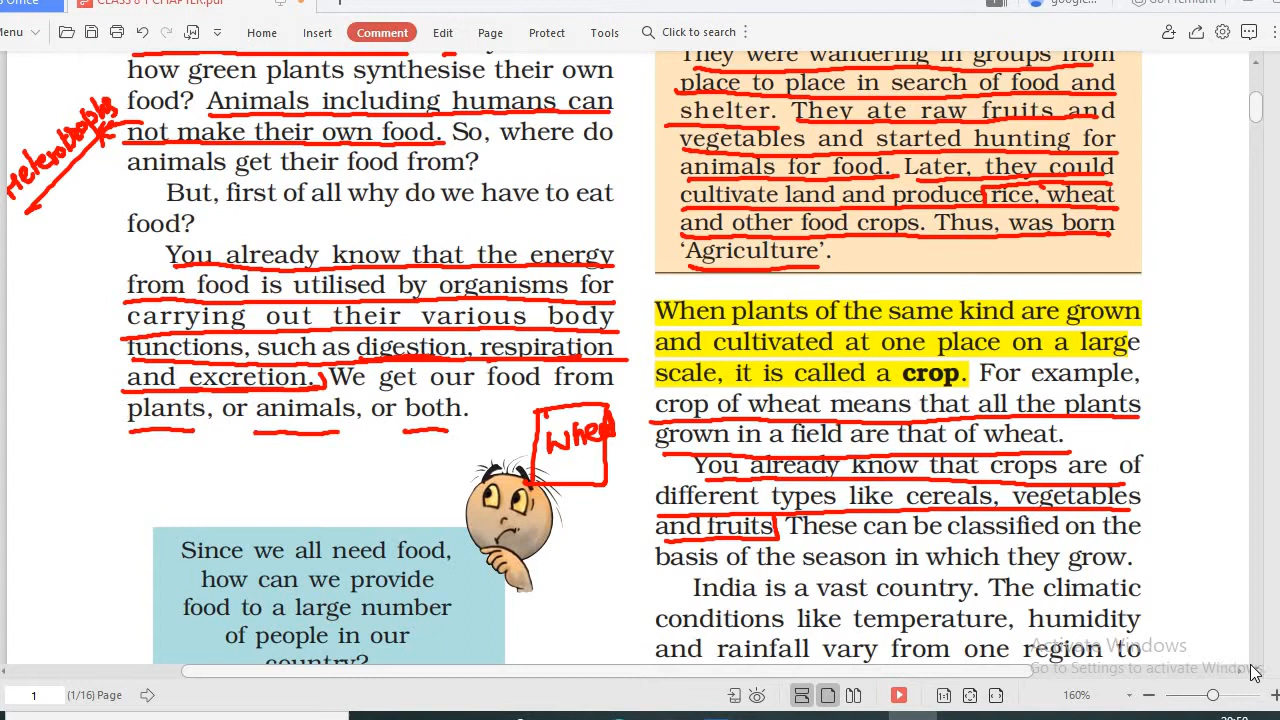 CLASS 8 1 CHAPTER.pdf
Menu
Home
Insert
Comment
Edit
Page
Protect
Tools
Click to search
how green plants synthesise their own
food? Animals including humans can
not make their own food. So, where do
animals get their food from?
But, first of all why do we have to eat
food?
You already know that the energy
from food is utilised by organisms for
carrying out their various body
functions, such as digestion, respiration
and excretion. We get our food from
plants, or animals, or both.
Whea
Since we all need food,
how can we provide
food to a large number
of people in our
country?
They were wandering in groups from
place to place in search of food and
shelter. They ate raw fruits and
vegetables and started hunting for
animals for food. Later, they could
cultivate land and produce rice, wheat
and other food crops. Thus, was born
‘Agriculture’.
When plants of the same kind are grown
and cultivated at one place on a large
scale, it is called a crop. For example,
crop of wheat means that all the plants
grown in a field are that of wheat.
You already know that crops are of
different types like cereals, vegetables
and fruits. These can be classified on the
basis of the season in which they grow.
India is a vast country. The climatic
conditions like temperature, humidity
and rainfall vary from one region to
Activate Windows
Go to Settings to activate Windows.
1
(1/16) Page
160%